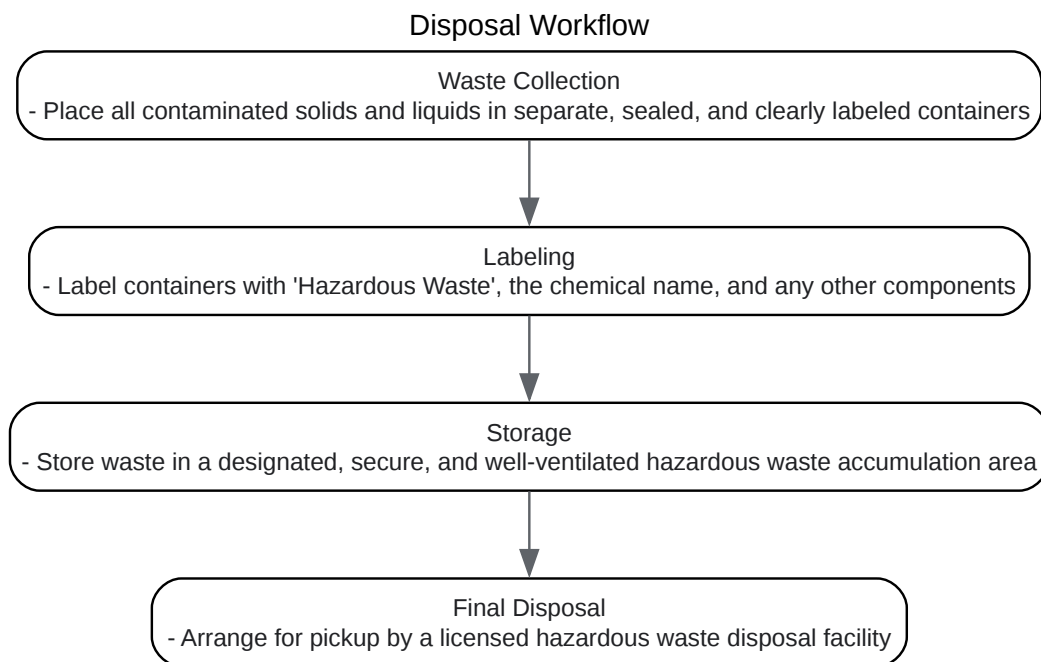 Disposal Workflow
Waste Collection
- Place all contaminated solids and liquids in separate, sealed, and clearly labeled containers
Labeling
- Label containers with 'Hazardous Waste', the chemical name, and any other components
Storage
- Store waste in a designated, secure, and well-ventilated hazardous waste accumulation area
Final Disposal
- Arrange for pickup by a licensed hazardous waste disposal facility